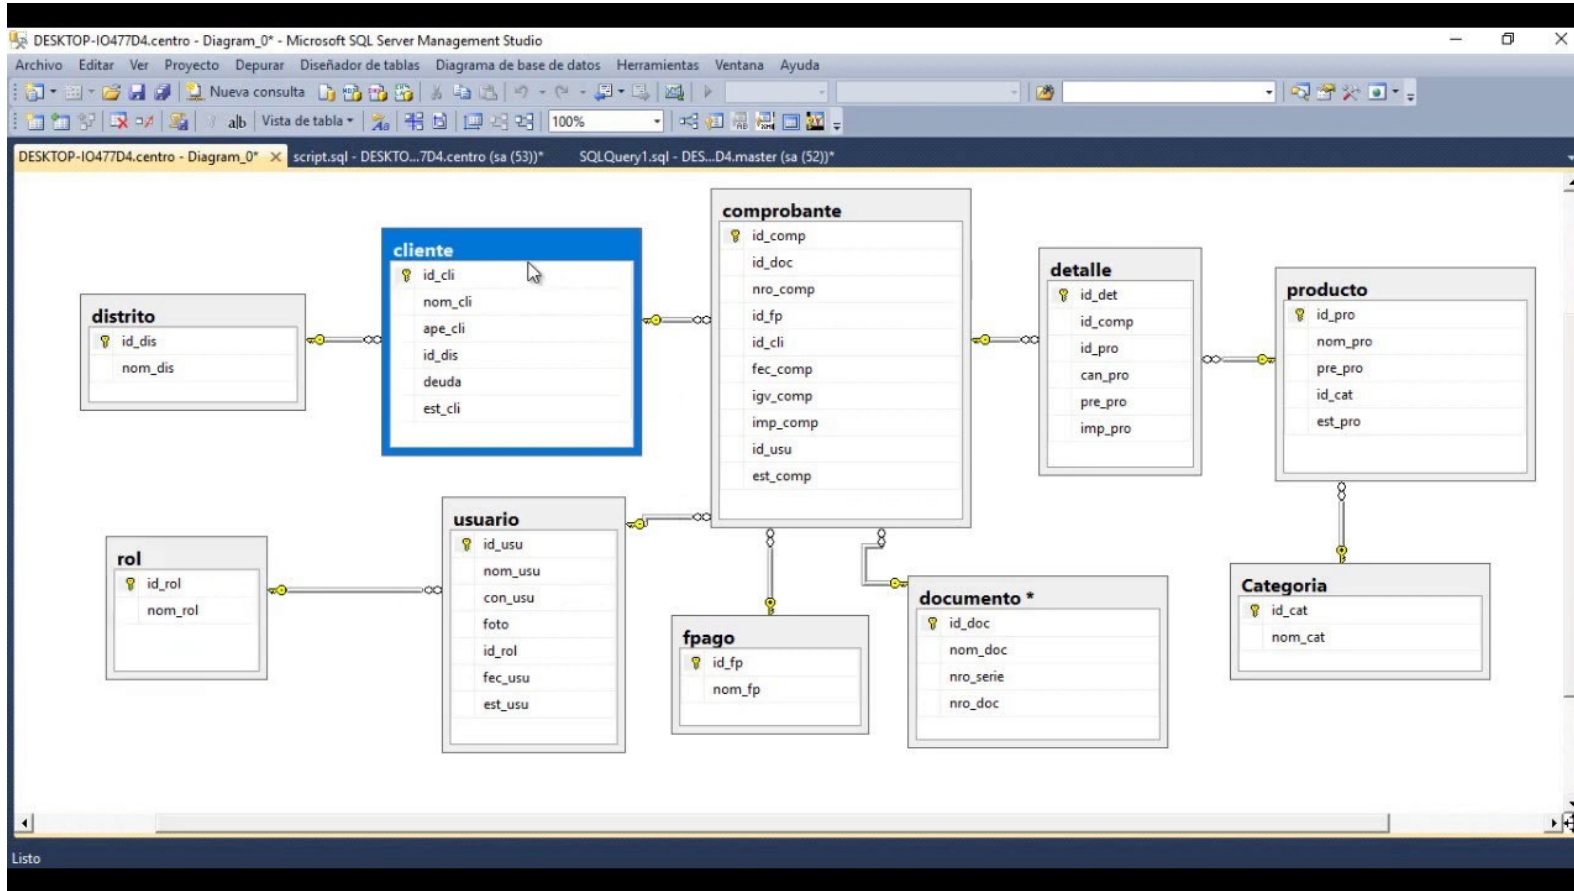 DESKTOP-IO477D4.centro - Diagram_0* - Microsoft SQL Server Management Studio
Archivo Editar Ver Proyecto Depurar Diseñador de tablas Diagrama de base de datos Herramientas Ventana Ayuda
Nueva consulta
Vista de tabla 100%
DESKTOP-IO477D4.centro - Diagram_0* script.sql - DESKTO...7D4.centro (sa (53))* SQLQuery1.sql - DES...D4.master (sa (52))*
distrito
id_dis
nom_dis
cliente
id_cli
nom_cli
ape_cli
id_dis
deuda
est_cli
comprobante
id_comp
id_doc
nro_comp
id_fp
id_cli
fec_comp
igv_comp
imp_comp
id_usu
est_comp
detalle
id_det
id_comp
id_pro
can_pro
pre_pro
imp_pro
producto
id_pro
nom_pro
pre_pro
id_cat
est_pro
rol
id_rol
nom_rol
usuario
id_usu
nom_usu
con_usu
foto
id_rol
fec_usu
est_usu
fpago
id_fp
nom_fp
documento *
id_doc
nom_doc
nro_serie
nro_doc
Categoria
id_cat
nom_cat
Listo